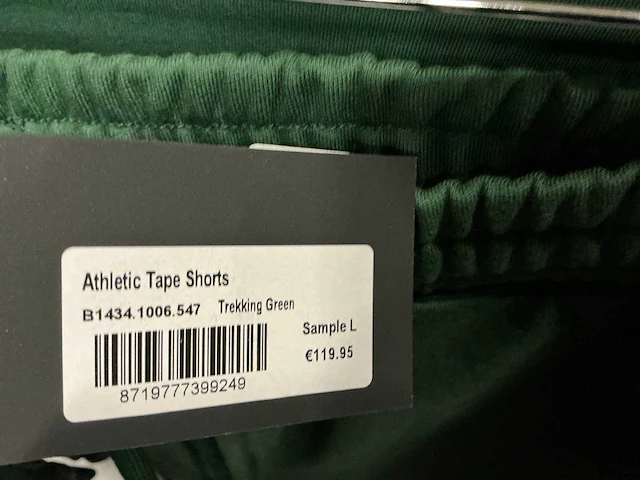 Athletic Tape Shorts
B1434.1006.547 Trekking Green
Sample L
€119.95
8719777399249